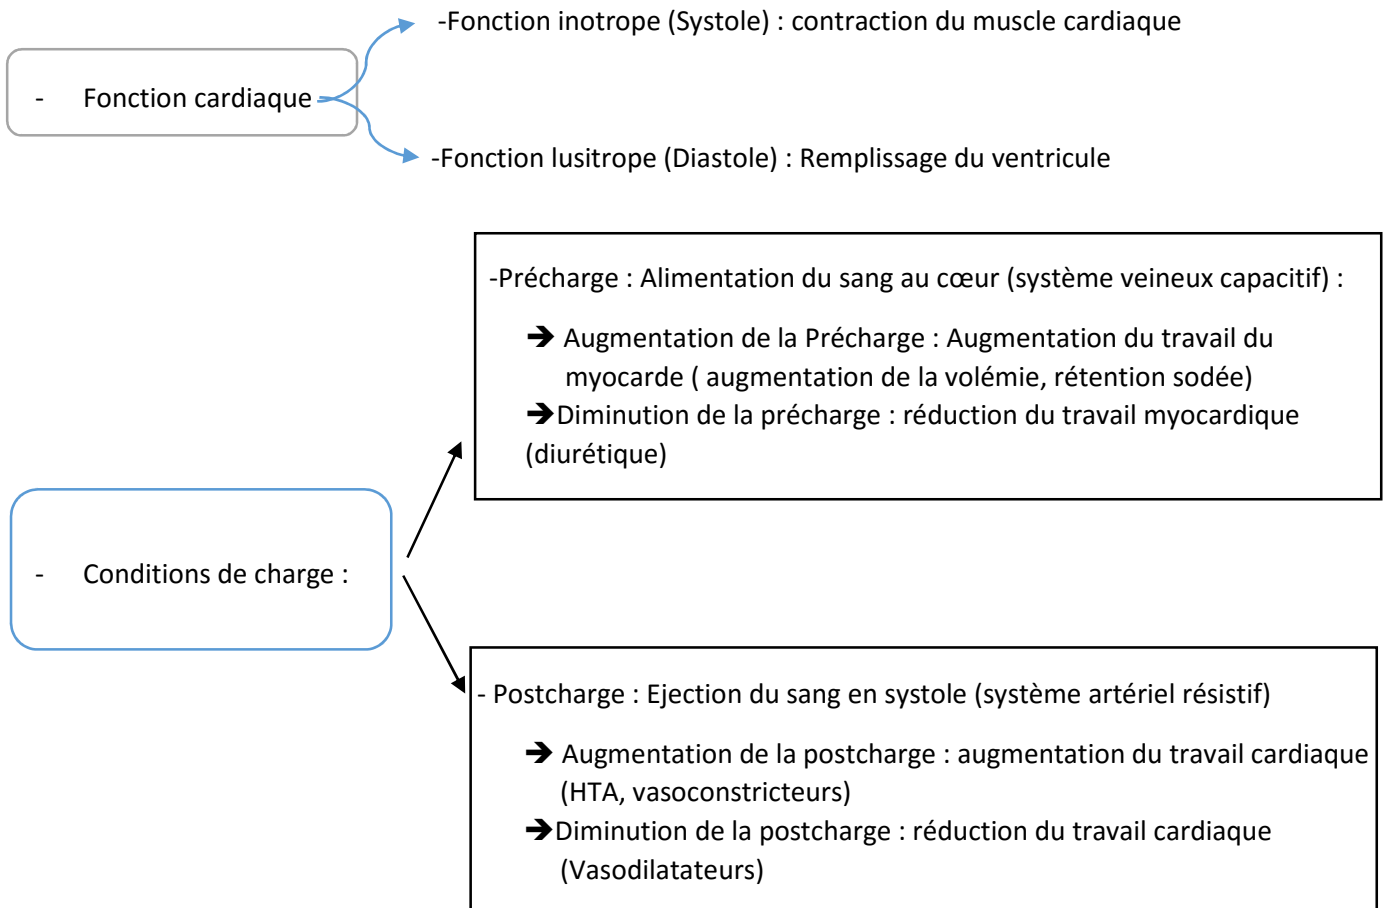 -Fonction inotrope (Systole) : contraction du muscle cardiaque
- Fonction cardiaque
-Fonction lusitrope (Diastole) : Remplissage du ventricule
-Précharge : Alimentation du sang au cœur (système veineux capacitif) :
➔ Augmentation de la Précharge : Augmentation du travail du
myocarde ( augmentation de la volémie, rétention sodée)
➔Diminution de la précharge : réduction du travail myocardique
(diurétique)
- Conditions de charge :
- Postcharge : Ejection du sang en systole (système artériel résistif)
➔ Augmentation de la postcharge : augmentation du travail cardiaque
(HTA, vasoconstricteurs)
➔Diminution de la postcharge : réduction du travail cardiaque
(Vasodilatateurs)